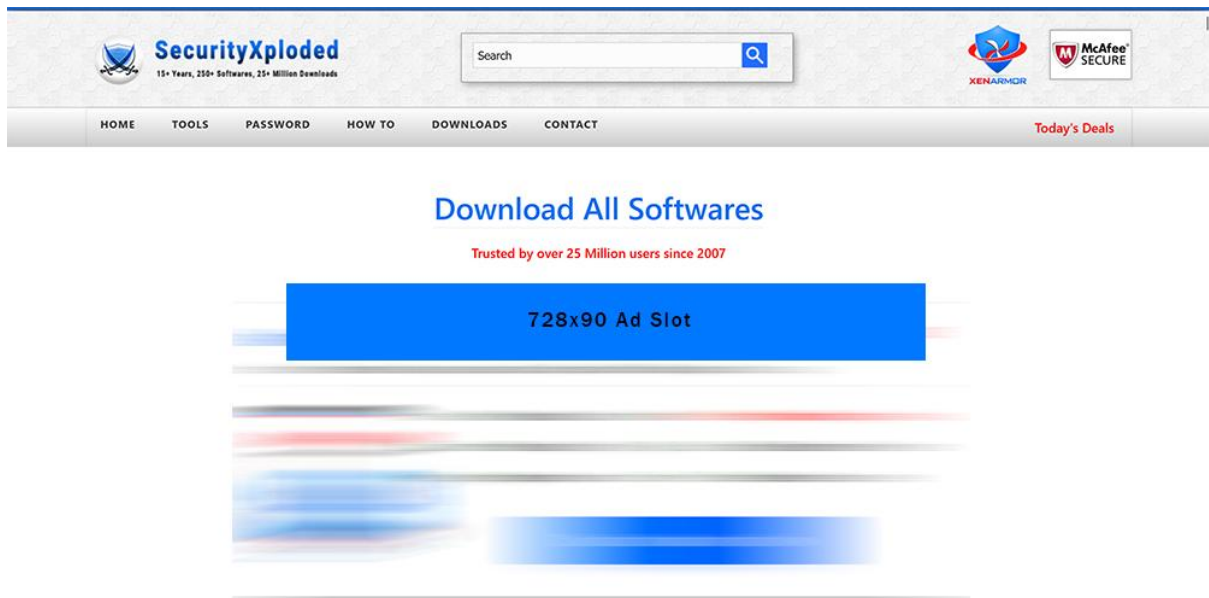 SecurityXploded
15+ Years, 250+ Softwares, 25+ Million Downloads
Search
XENARMOR
McAfee
SECURE
HOME TOOLS PASSWORD HOW TO DOWNLOADS CONTACT
Today's Deals
Download All Softwares
Trusted by over 25 Million users since 2007
728x90 Ad Slot